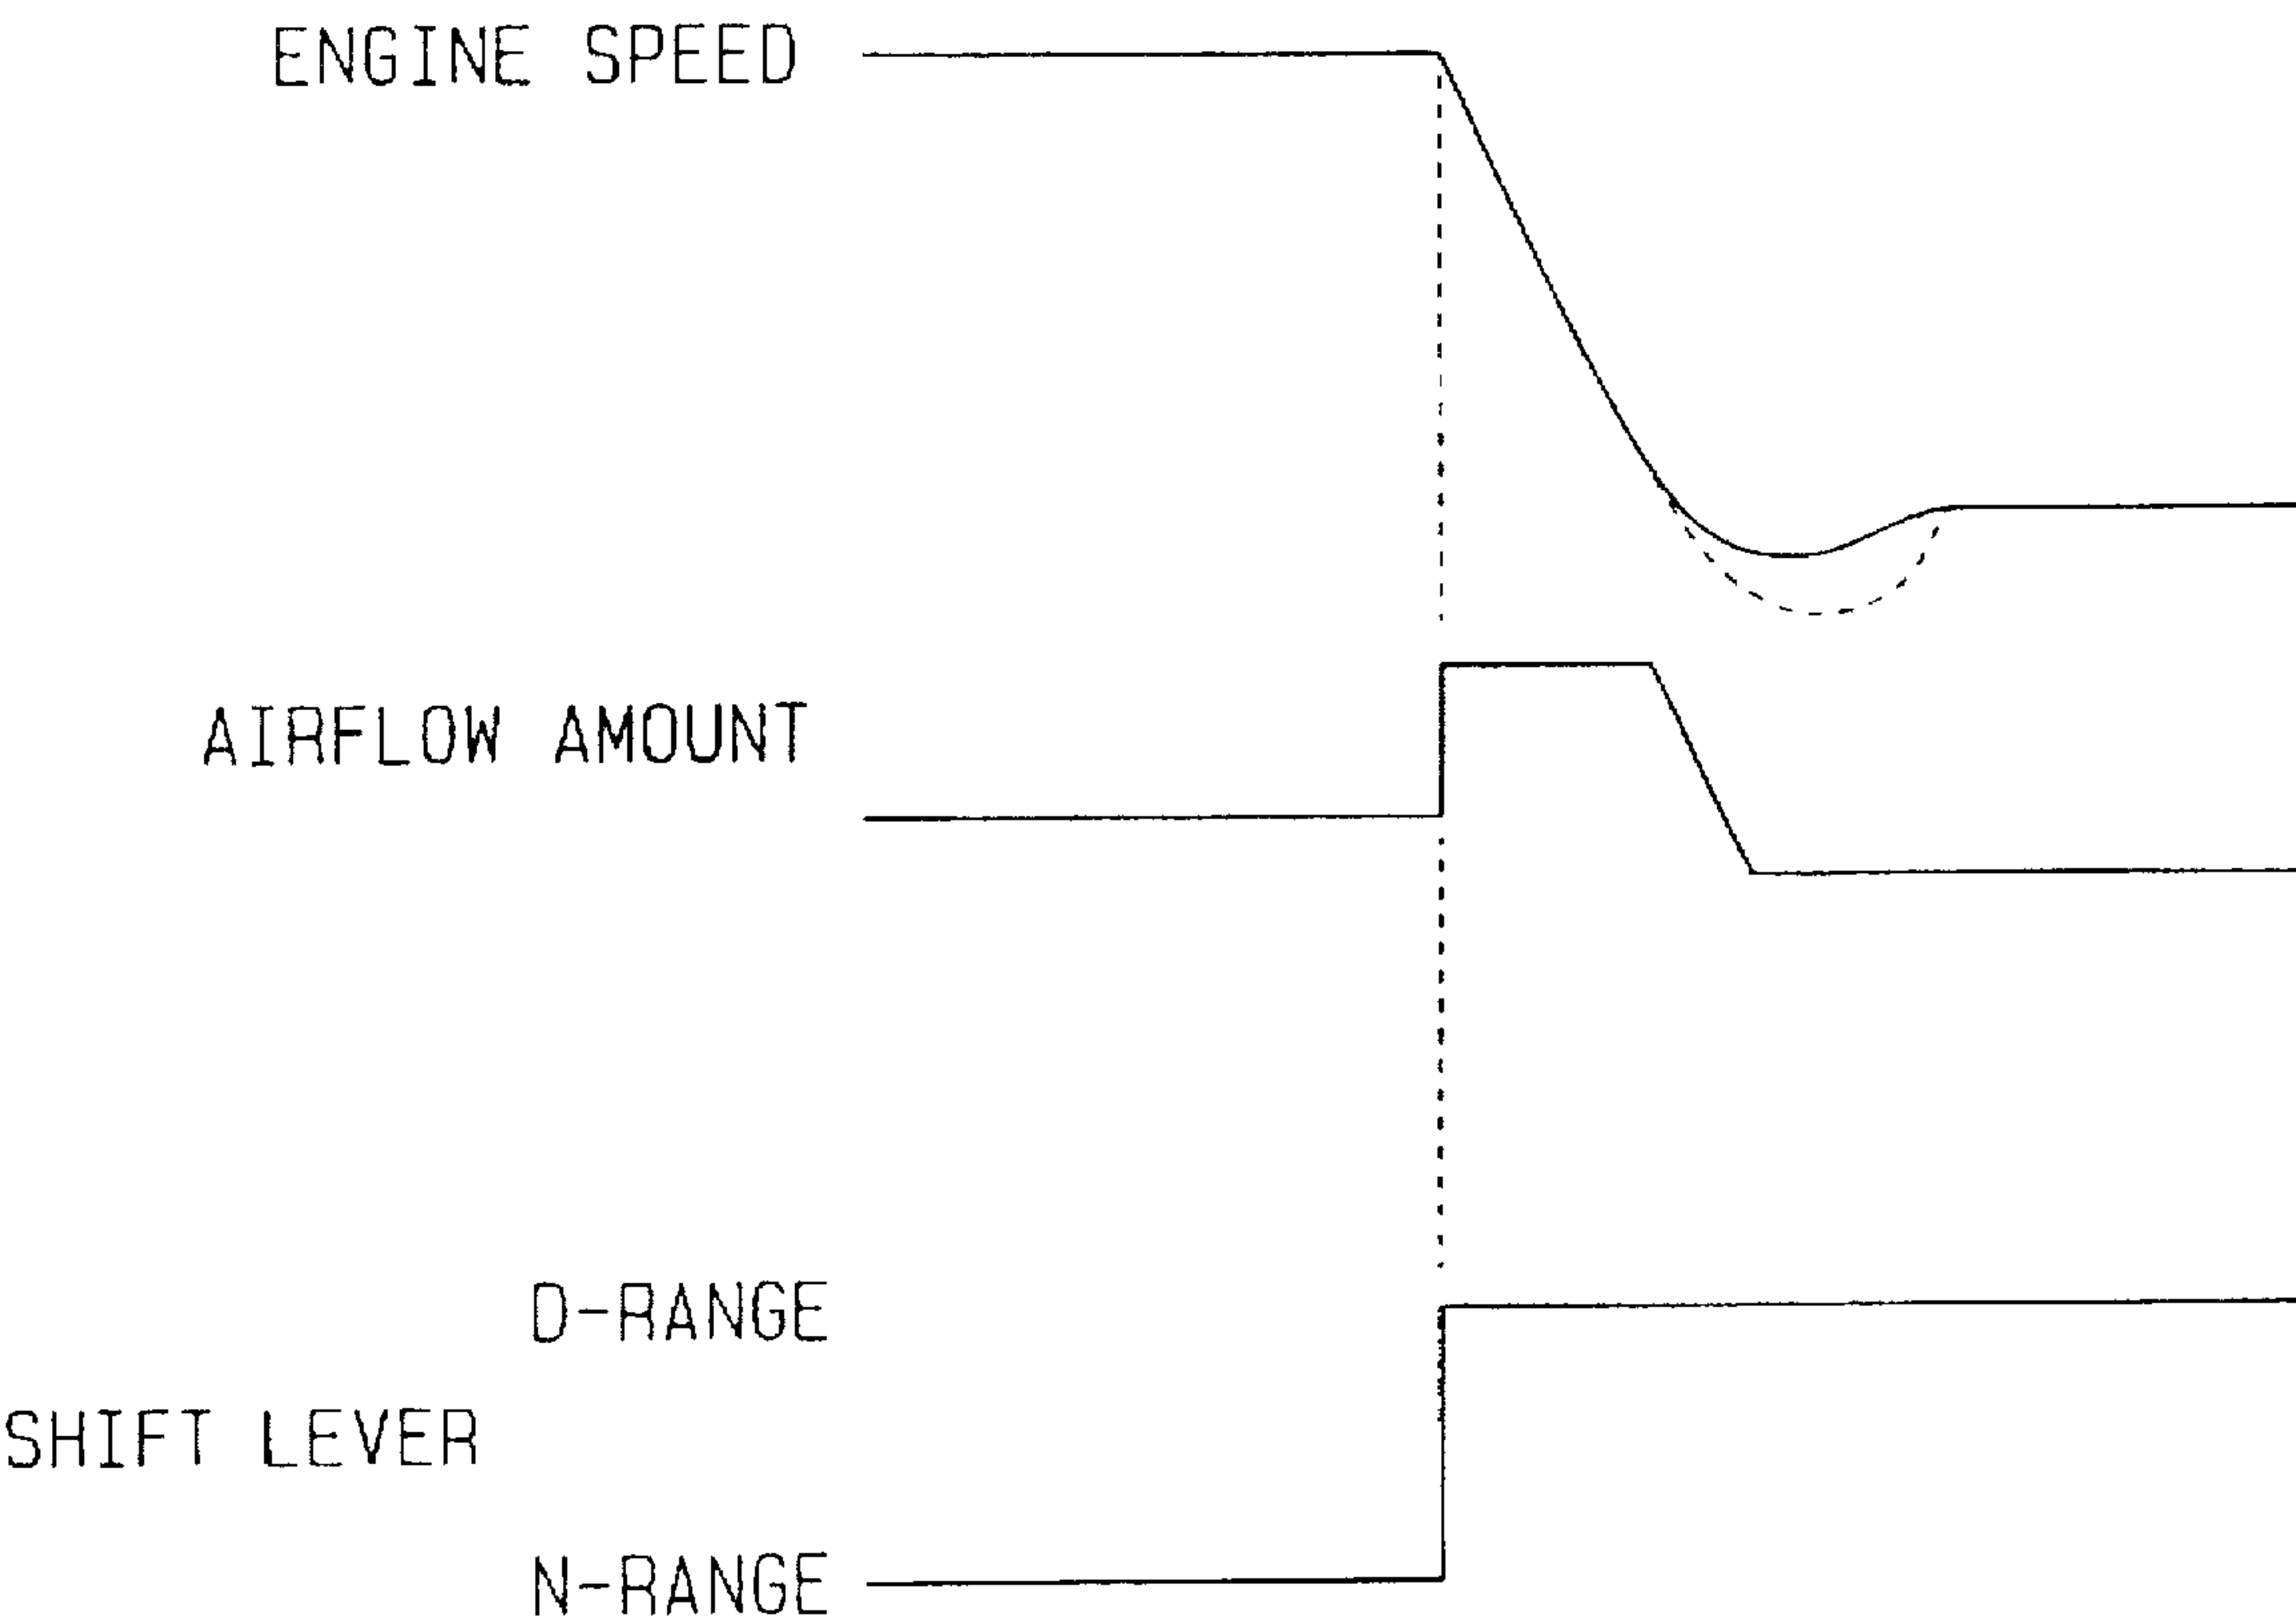 ENGINE SPEED
AIRFLOW AMOUNT
D-RANGE
SHIFT LEVER
N-RANGE